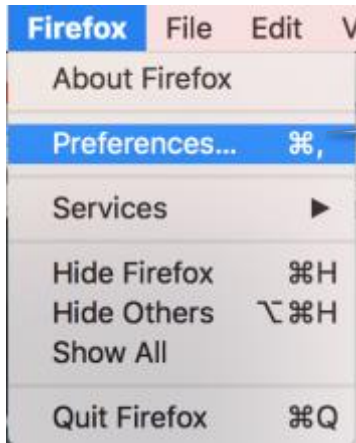 Firefox File Edit V
About Firefox
Preferences... ⌘,
Services ▶
Hide Firefox ⌘H
Hide Others ⌥⌘H
Show All
Quit Firefox ⌘Q